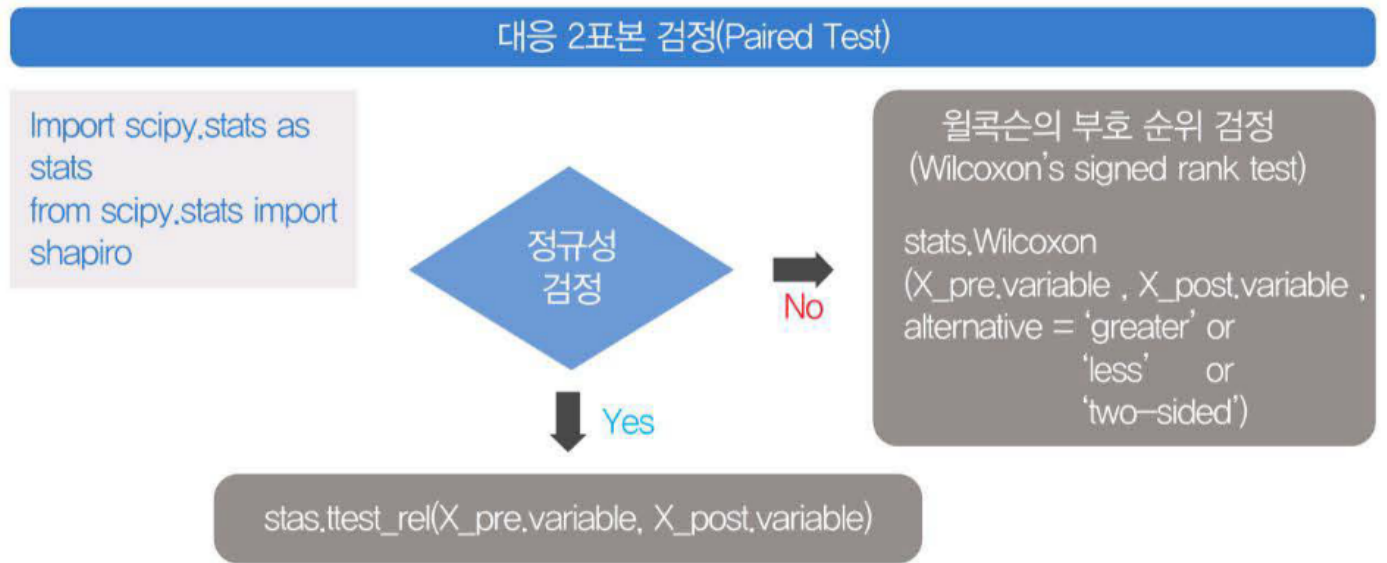 대응 2표본 검정(Paired Test)
Import scipy.stats as
stats
from scipy.stats import
shapiro
정규성
검정
No
윌콕슨의 부호 순위 검정
(Wilcoxon's signed rank test)
stats.Wilcoxon
(X_pre.variable , X_post.variable ,
alternative = ‘greater’ or
‘less’ or
‘two-sided’)
Yes
stas.ttest_rel(X_pre.variable, X_post.variable)